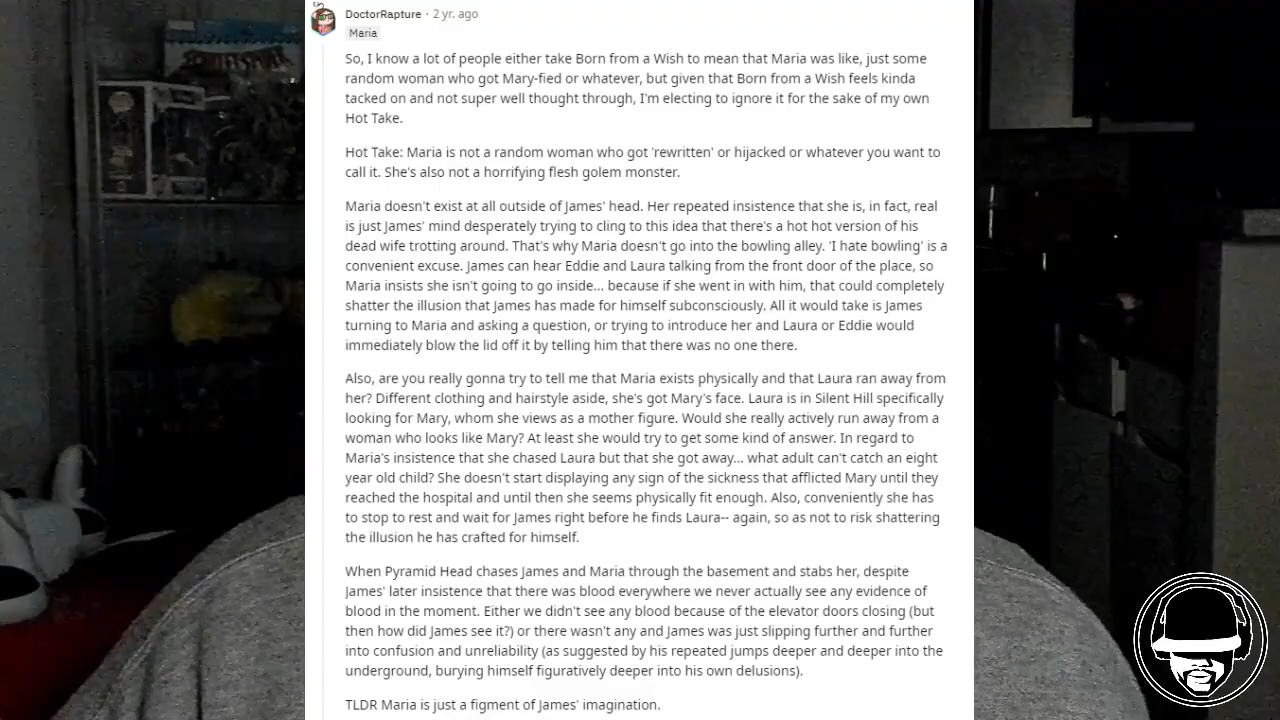 DoctorRapture · 2 yr. ago
Maria
So, I know a lot of people either take Born from a Wish to mean that Maria was like, just some
random woman who got Mary-fied or whatever, but given that Born from a Wish feels kinda
tacked on and not super well thought through, I'm electing to ignore it for the sake of my own
Hot Take.
Hot Take: Maria is not a random woman who got 'rewritten' or hijacked or whatever you want to
call it. She's also not a horrifying flesh golem monster.
Maria doesn't exist at all outside of James' head. Her repeated insistence that she is, in fact, real
is just James' mind desperately trying to cling to this idea that there's a hot hot version of his
dead wife trotting around. That's why Maria doesn't go into the bowling alley. 'I hate bowling' is a
convenient excuse. James can hear Eddie and Laura talking from the front door of the place, so
Maria insists she isn't going to go inside... because if she went in with him, that could completely
shatter the illusion that James has made for himself subconsciously. All it would take is James
turning to Maria and asking a question, or trying to introduce her and Laura or Eddie would
immediately blow the lid off it by telling him that there was no one there.
Also, are you really gonna try to tell me that Maria exists physically and that Laura ran away from
her? Different clothing and hairstyle aside, she's got Mary's face. Laura is in Silent Hill specifically
looking for Mary, whom she views as a mother figure. Would she really actively run away from a
woman who looks like Mary? At least she would try to get some kind of answer. In regard to
Maria's insistence that she chased Laura but that she got away... what adult can't catch an eight
year old child? She doesn't start displaying any sign of the sickness that afflicted Mary until they
reached the hospital and until then she seems physically fit enough. Also, conveniently she has
to stop to rest and wait for James right before he finds Laura-- again, so as not to risk shattering
the illusion he has crafted for himself.
When Pyramid Head chases James and Maria through the basement and stabs her, despite
James' later insistence that there was blood everywhere we never actually see any evidence of
blood in the moment. Either we didn't see any blood because of the elevator doors closing (but
then how did James see it?) or there wasn't any and James was just slipping further and further
into confusion and unreliability (as suggested by his repeated jumps deeper and deeper into the
underground, burying himself figuratively deeper into his own delusions).
TLDR Maria is just a figment of James' imagination.